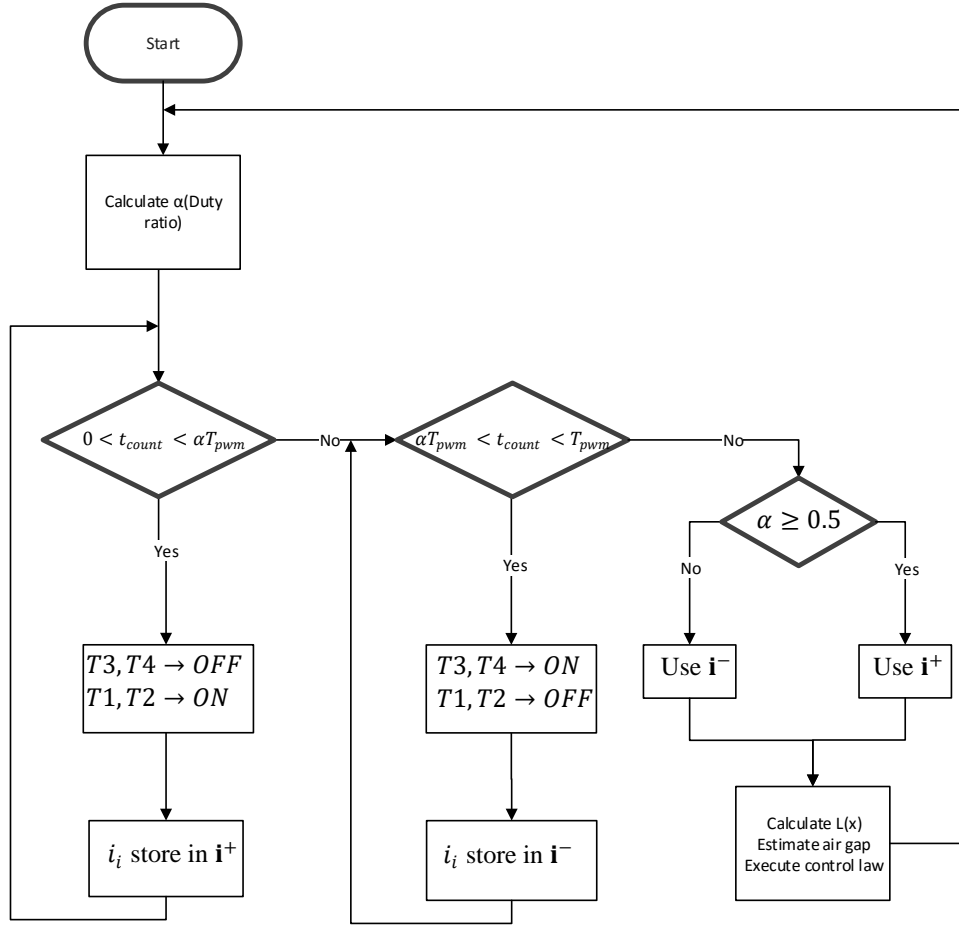 Start
Calculate α(Duty
ratio)
0 < t_count < αT_pwm
No
αT_pwm < t_count < T_pwm
No
α ≥ 0.5
Yes
Yes
No
Yes
T3, T4 → OFF
T1, T2 → ON
T3, T4 → ON
T1, T2 → OFF
Use i⁻
Use i⁺
i_i store in i⁺
i_i store in i⁻
Calculate L(x)
Estimate air gap
Execute control law